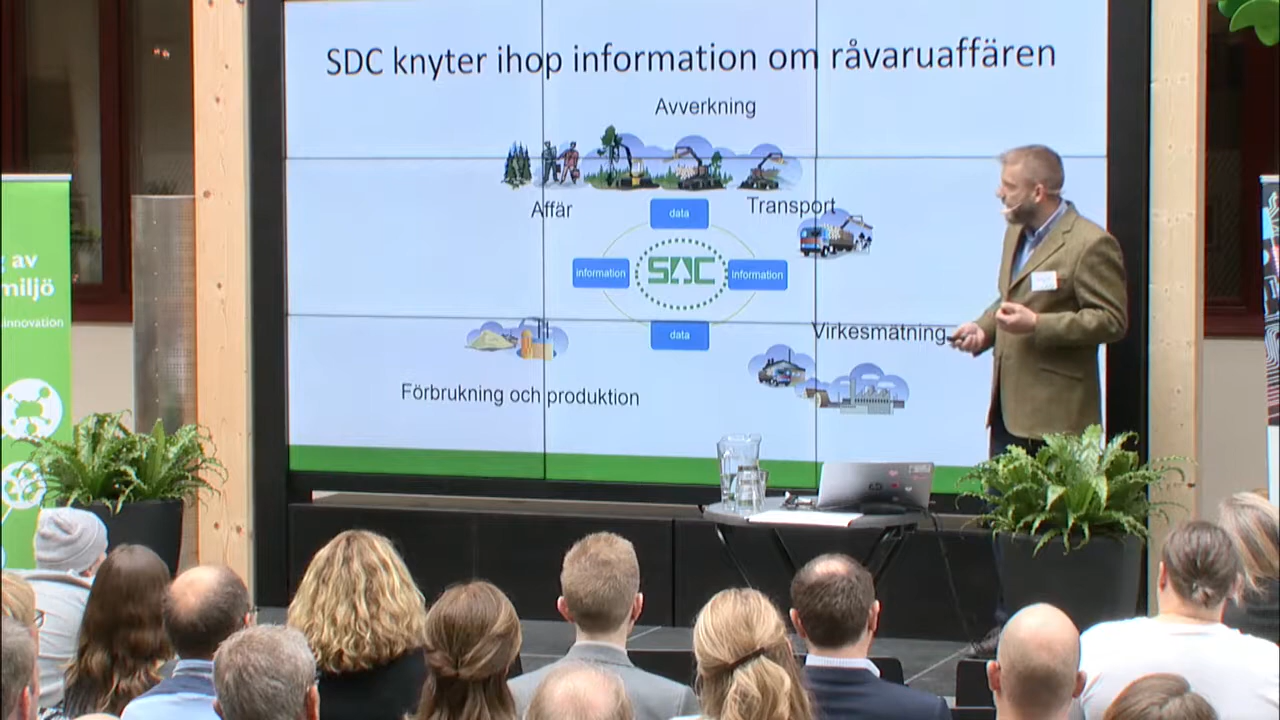 SDC knyter ihop information om råvaruaffären
Avverkning
Affär
data
Transport
information
SDC
information
data
Virkesmätning
Förbrukning och produktion
av
miljö
innovation